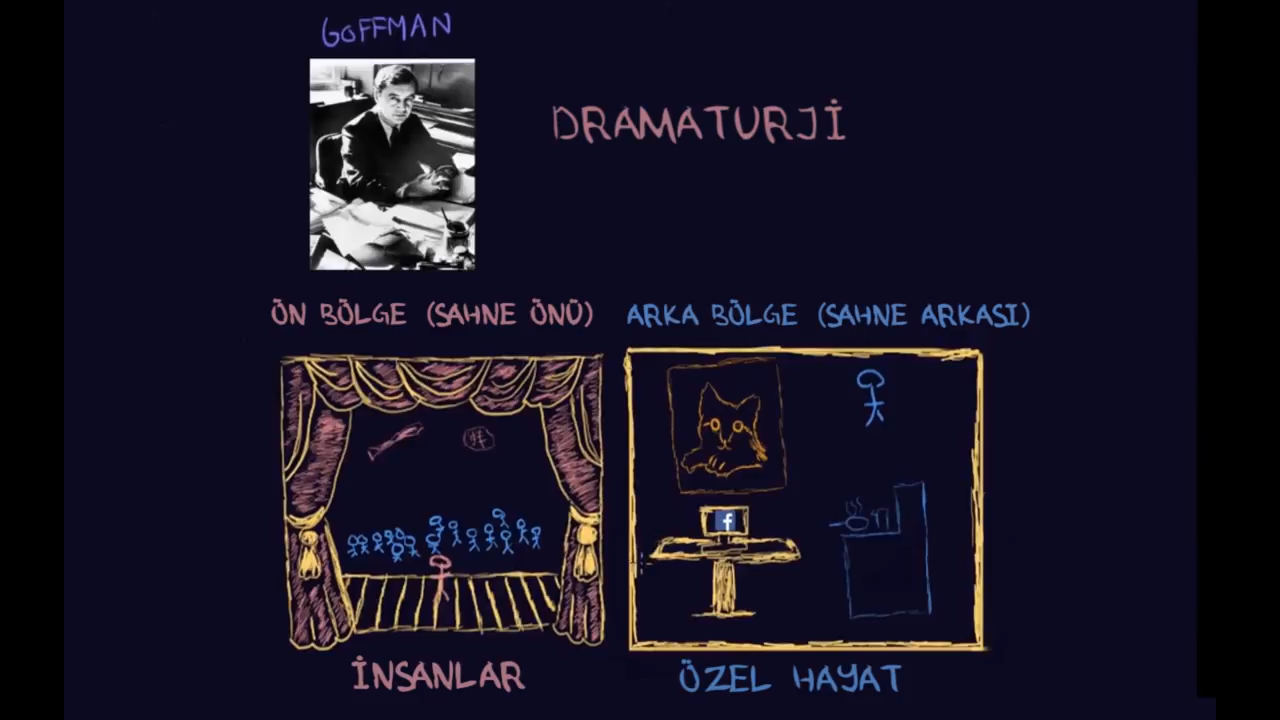 GOFFMAN
DRAMATURJİ
ÖN BÖLGE (SAHNE ÖNÜ)
ARKA BÖLGE (SAHNE ARKASI)
f
İNSANLAR
ÖZEL HAYAT